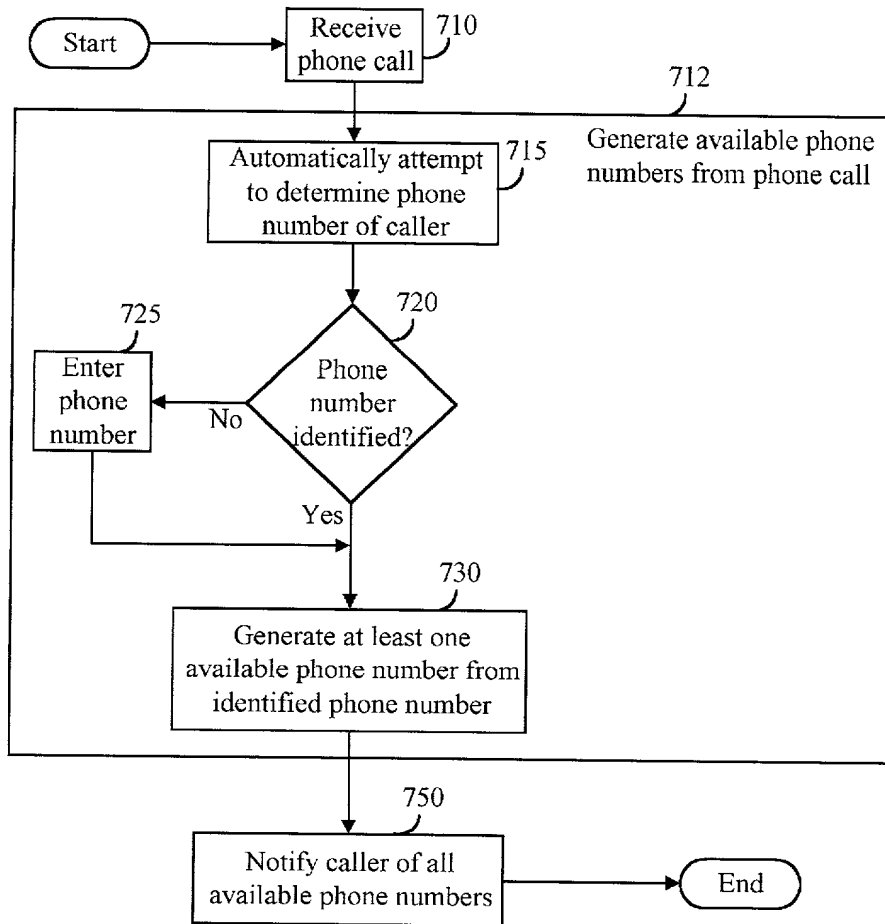 Start
Receive
phone call
710
712
Generate available phone
numbers from phone call
Automatically attempt
to determine phone
number of caller
715
720
725
Enter
phone
number
No
Phone
number
identified?
Yes
730
Generate at least one
available phone number from
identified phone number
750
Notify caller of all
available phone numbers
End